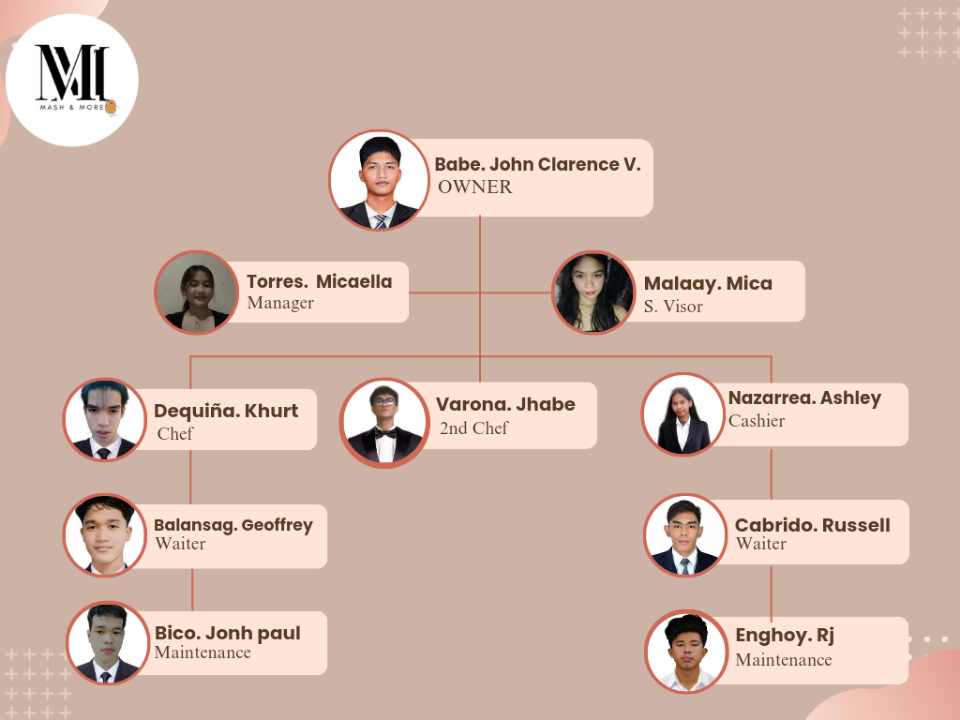 MM
MASH & MORE
Babe. John Clarence V.
OWNER
Torres. Micaella
Manager
Malaay. Mica
S. Visor
Dequiña. Khurt
Chef
Varona. Jhabe
2nd Chef
Nazarrea. Ashley
Cashier
Balansag. Geoffrey
Waiter
Cabrido. Russell
Waiter
Bico. Jonh paul
Maintenance
Enghoy. Rj
Maintenance